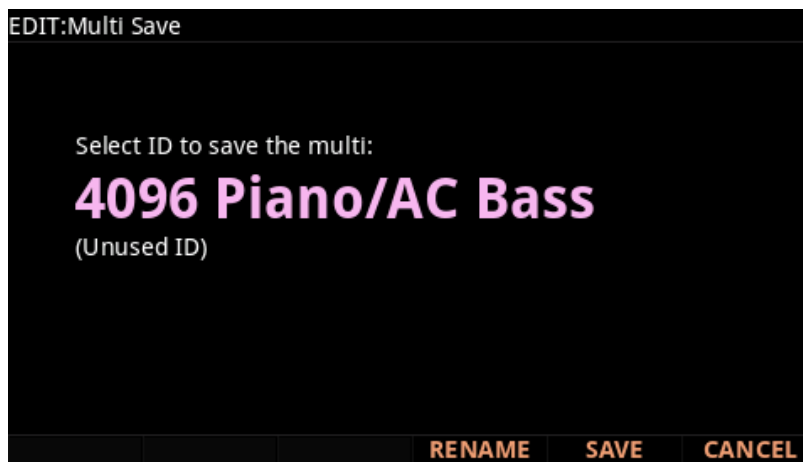 EDIT:Multi Save
Select ID to save the multi:
4096 Piano/AC Bass
(Unused ID)
RENAME SAVE CANCEL